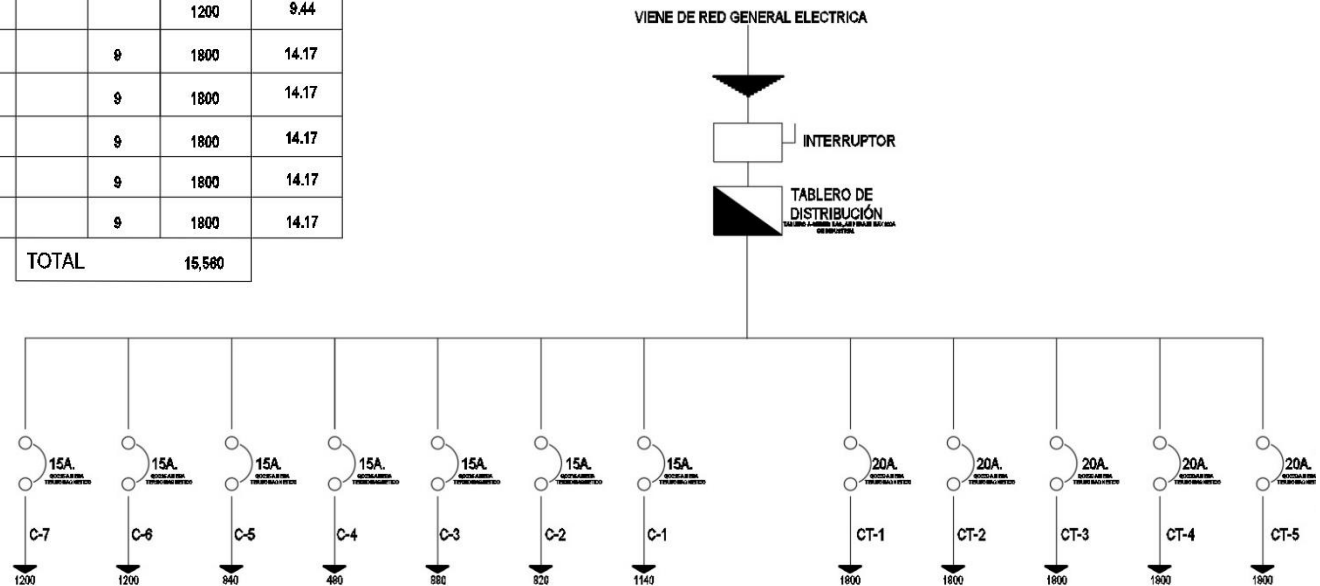 1200 9.44
9 1800 14.17
9 1800 14.17
9 1800 14.17
9 1800 14.17
9 1800 14.17
TOTAL 15,560
VIENE DE RED GENERAL ELECTRICA
INTERRUPTOR
TABLERO DE
DISTRIBUCIÓN
15A. 15A. 15A. 15A. 15A. 15A. 15A. 20A. 20A. 20A. 20A. 20A.
C-7 C-6 C-5 C-4 C-3 C-2 C-1 CT-1 CT-2 CT-3 CT-4 CT-5
1200 1200 840 480 880 820 1140 1800 1800 1800 1800 1800